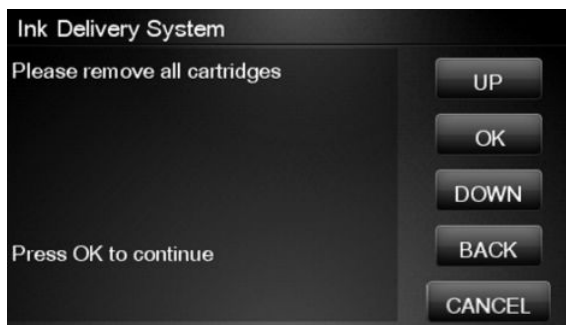 Ink Delivery System
Please remove all cartridges
Press OK to continue
UP
OK
DOWN
BACK
CANCEL